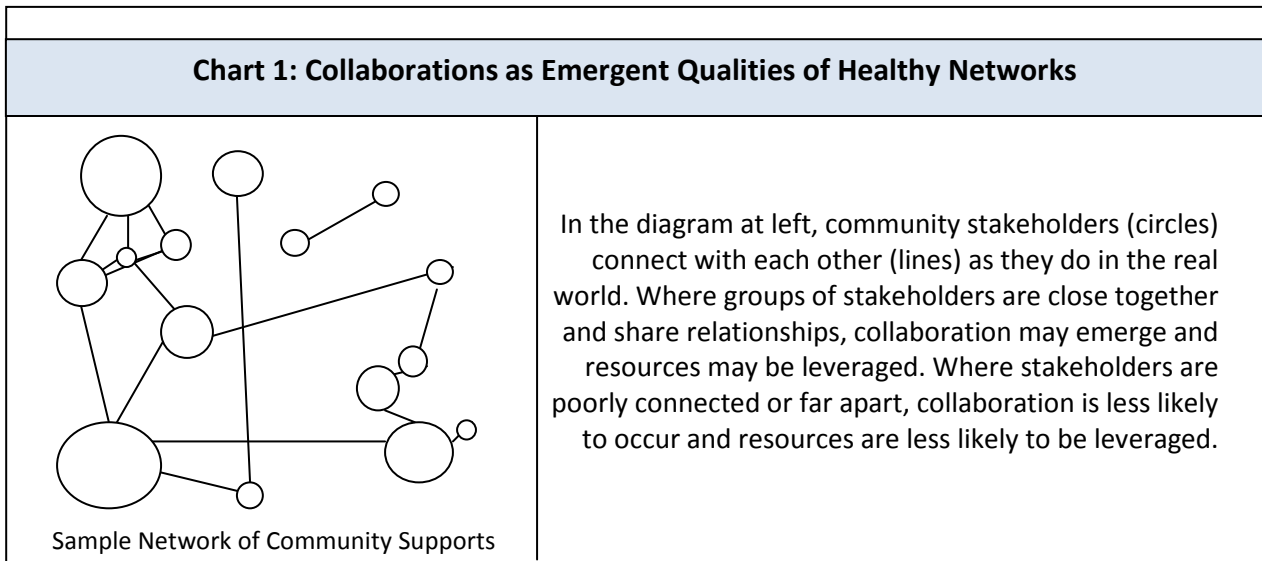 Chart 1: Collaborations as Emergent Qualities of Healthy Networks
In the diagram at left, community stakeholders (circles)
connect with each other (lines) as they do in the real
world. Where groups of stakeholders are close together
and share relationships, collaboration may emerge and
resources may be leveraged. Where stakeholders are
poorly connected or far apart, collaboration is less likely
to occur and resources are less likely to be leveraged.
Sample Network of Community Supports